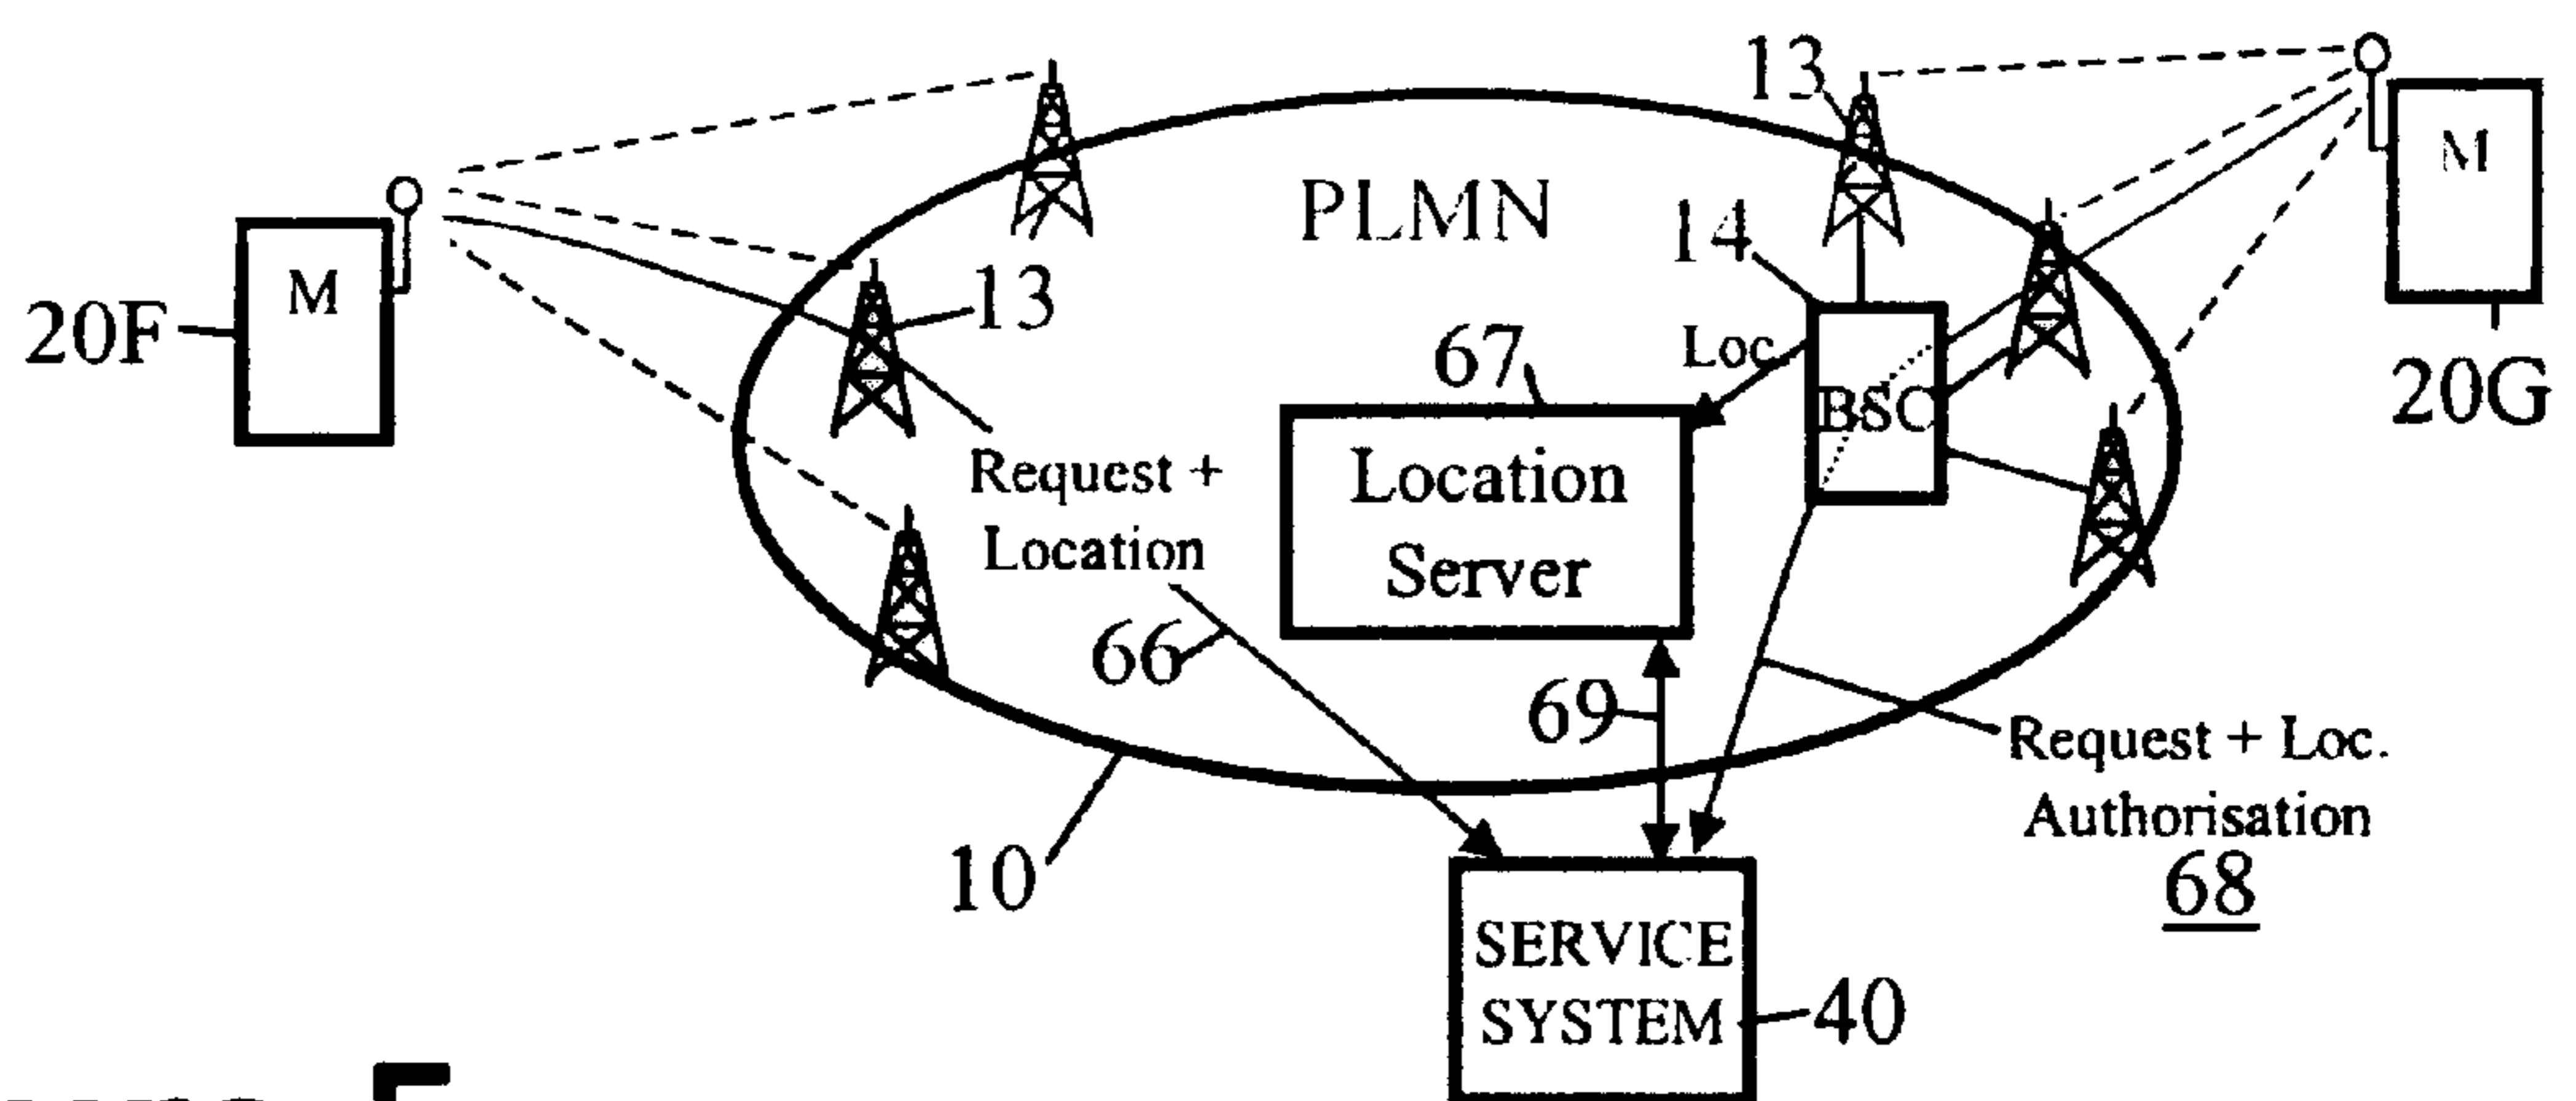 13
M
PLMN
M
14
13
20F
67
Loc.
BSC
20G
Request +
Location
Location
Server
66
69
Request + Loc.
Authorisation
68
10
SERVICE
SYSTEM
40